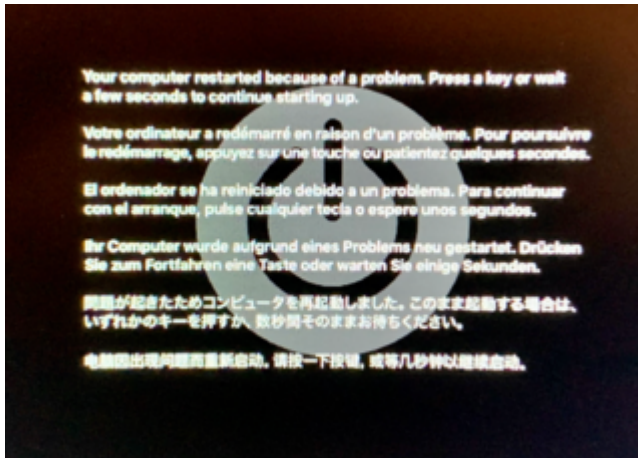 Your computer restarted because of a problem. Press a key or wait
a few seconds to continue starting up.
Votre ordinateur a redémarré en raison d'un problème. Pour poursuivre
le redémarrage, appuyez sur une touche ou patientez quelques secondes.
El ordenador se ha reiniciado debido a un problema. Para continuar
con el arranque, pulse cualquier tecla o espere unos segundos.
Ihr Computer wurde aufgrund eines Problems neu gestartet. Drücken
Sie zum Fortfahren eine Taste oder warten Sie einige Sekunden.
問題が起きたためコンピュータを再起動しました。このまま起動する場合は、
いずれかのキーを押すか、数秒間そのままお待ちください。
电脑因出现问题而重新启动。请按一下按键，或等几秒钟以继续启动。